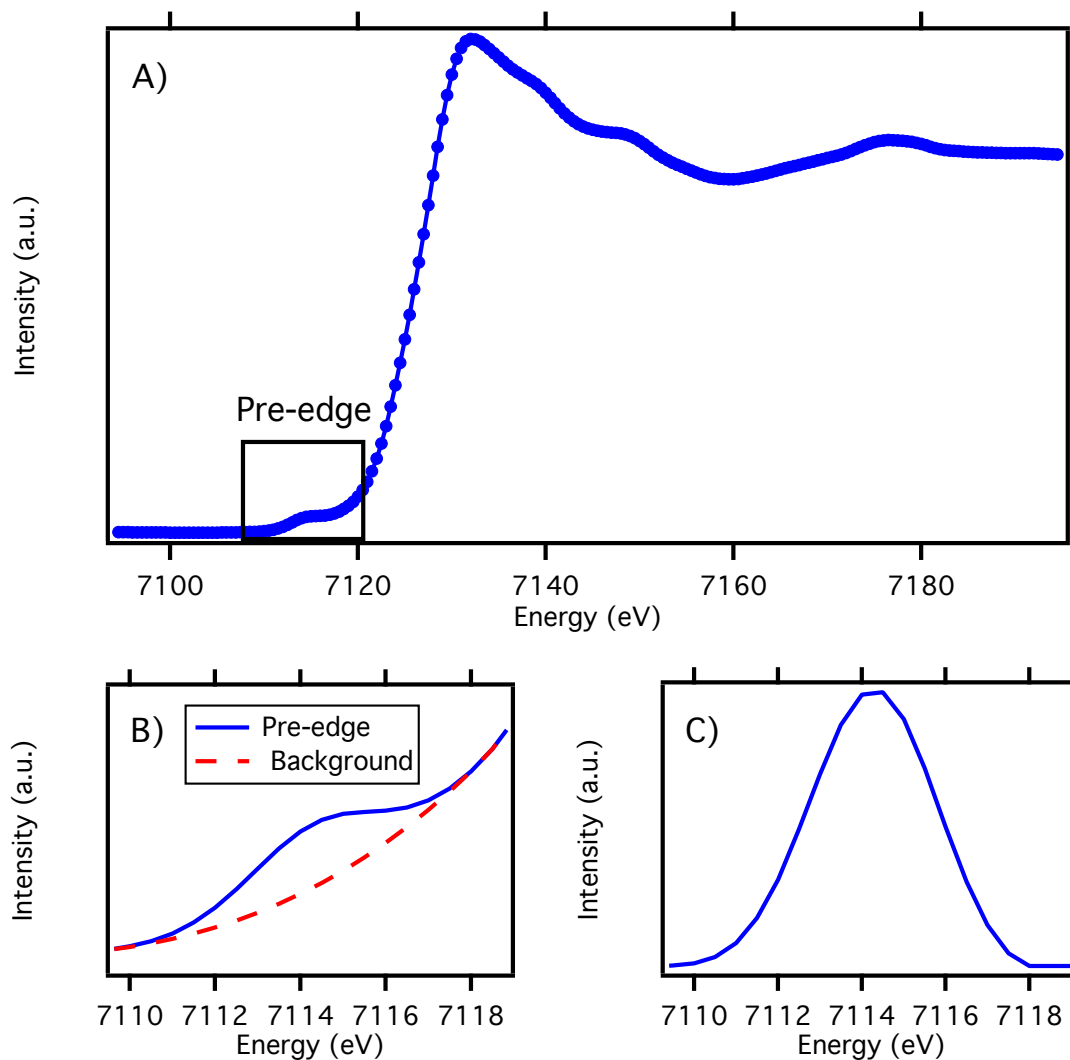 A)
Intensity (a.u.)
Pre-edge
7100 7120 7140 7160 7180
Energy (eV)
B)
Pre-edge
Background
Intensity (a.u.)
7110 7112 7114 7116 7118
Energy (eV)
C)
Intensity (a.u.)
7110 7112 7114 7116 7118
Energy (eV)